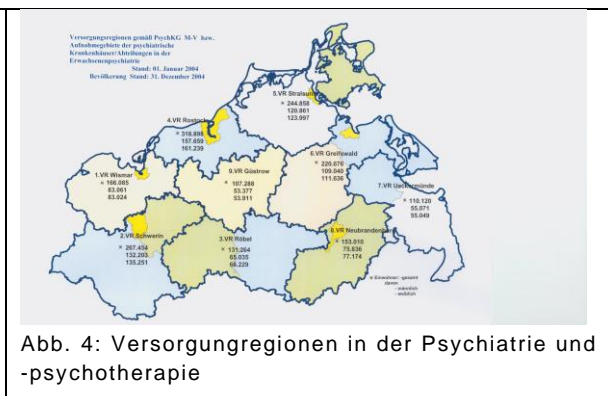 Versorgungsregionen gemäß PsychKG M-V bzw.
Aufnahmegebiete der psychiatrische
Krankenhäuser/Abteilungen in der
Erwachsenenpsychiatrie
Stand: 01. Januar 2004
Bevölkerung Stand: 31. Dezember 2004
5.VR Stralsund
× 244.858
120.861
123.997
4.VR Rostock
× 318.898
157.659
161.239
6.VR Greifswald
× 220.676
109.040
111.636
1.VR Wismar
× 166.085
83.061
83.024
9.VR Güstrow
× 107.288
53.377
53.911
7.VR Ueckermünde
× 110.120
55.071
55.049
2.VR Schwerin
× 267.454
132.203
135.251
3.VR Röbel
× 131.264
65.035
66.229
8.VR Neubrandenburg
× 153.010
75.836
77.174
× Einwohner: -gesamt
davon
- männlich
- weiblich
Abb. 4: Versorgungregionen in der Psychiatrie und
-psychotherapie